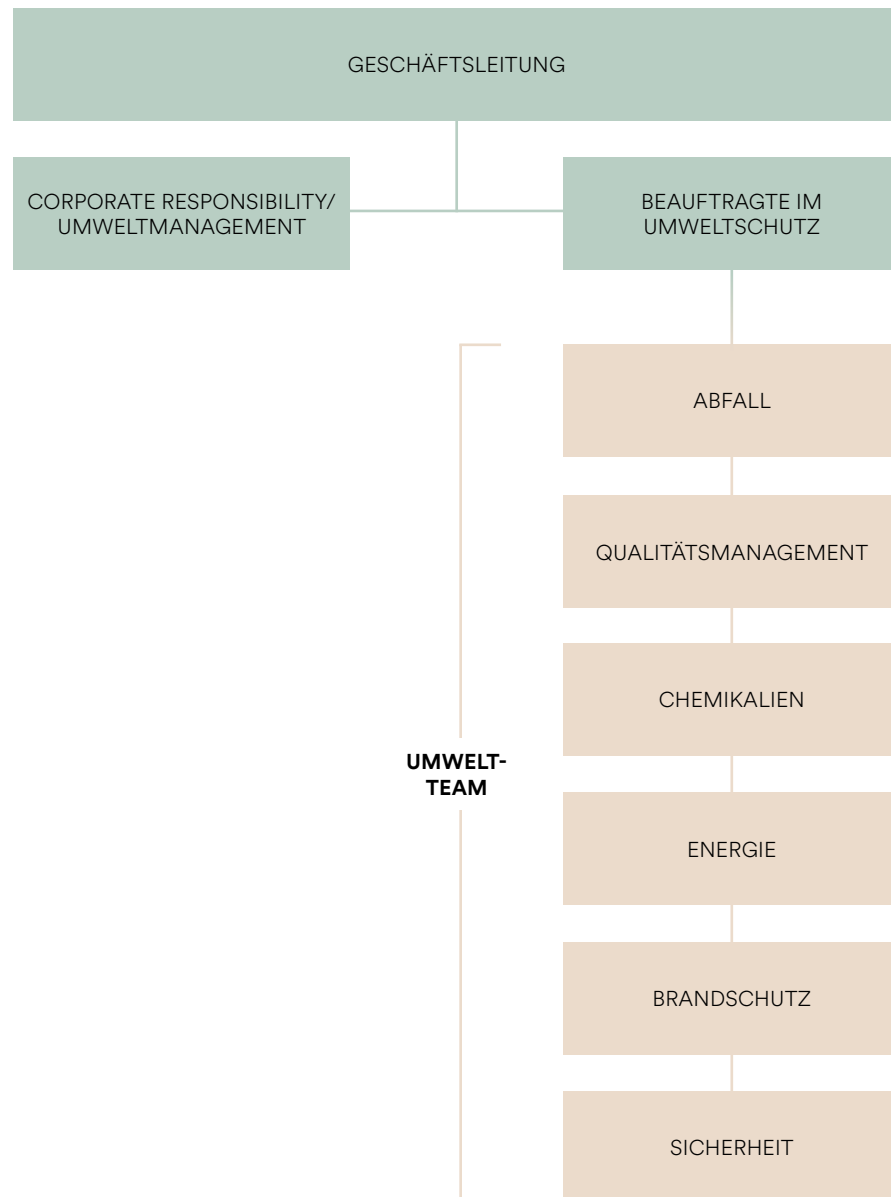 GESCHÄFTSLEITUNG
CORPORATE RESPONSIBILITY/
UMWELTMANAGEMENT
BEAUFTRAGTE IM
UMWELTSCHUTZ
ABFALL
QUALITÄTSMANAGEMENT
CHEMIKALIEN
UMWELT-
TEAM
ENERGIE
BRANDSCHUTZ
SICHERHEIT